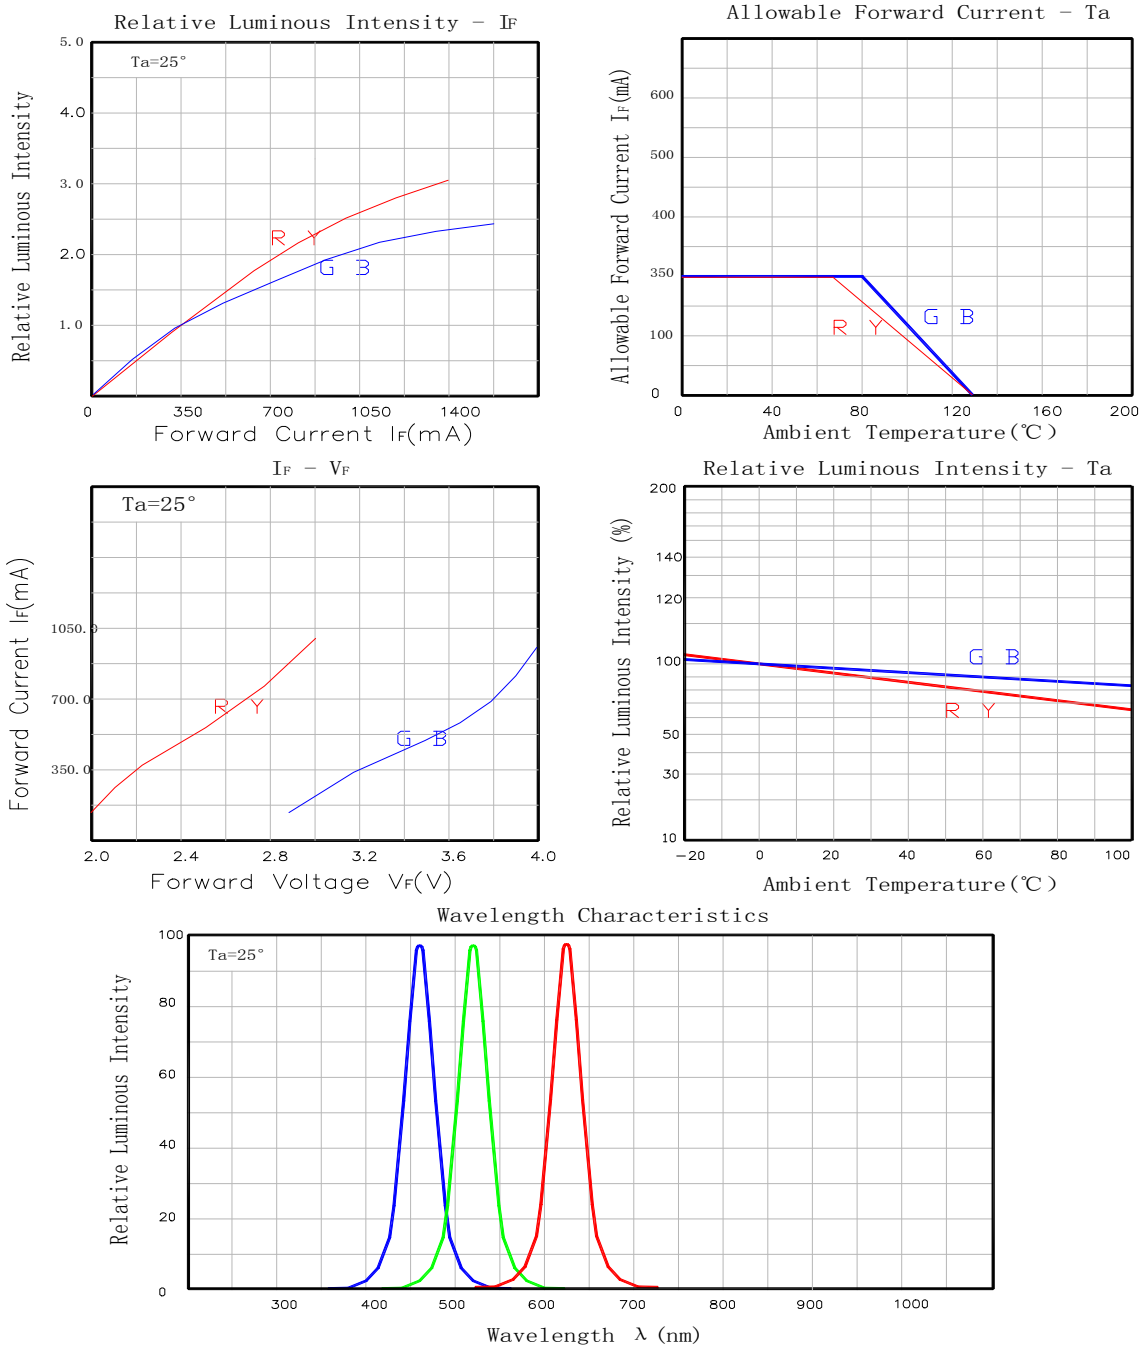 Relative Luminous Intensity - IF
Ta=25°
Relative Luminous Intensity
5.0
4.0
3.0
2.0
1.0
R Y
G B
0 350 700 1050 1400
Forward Current IF(mA)
Allowable Forward Current - Ta
Allowable Forward Current IF(mA)
600
500
400
350
100
0
R Y
G B
0 40 80 120 160 200
Ambient Temperature(℃)
IF - VF
Ta=25°
Forward Current IF(mA)
1050.0
700.0
350.0
R Y
G B
2.0 2.4 2.8 3.2 3.6 4.0
Forward Voltage VF(V)
Relative Luminous Intensity - Ta
Relative Luminous Intensity (%)
200
140
120
100
50
30
10
G B
R Y
-20 0 20 40 60 80 100
Ambient Temperature(℃)
Wavelength Characteristics
Ta=25°
Relative Luminous Intensity
100
80
60
40
20
0
300 400 500 600 700 800 900 1000
Wavelength λ (nm)